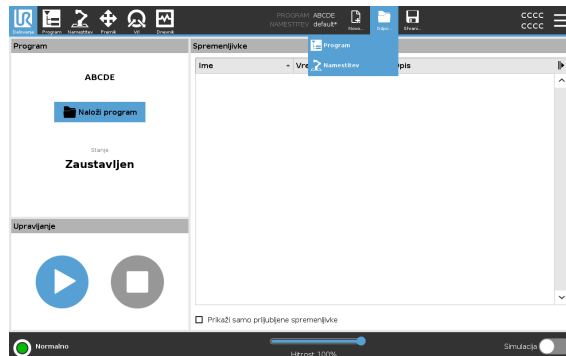 UR
Delovanje Program Namestitev Premik V/I Dnevnik
PROGRAM ABCDE
NAMESTITEV default*
Novo... Odpri... Shrani...
CCCC
CCCC
Program
Namestitev
Program
Spremenljivke
ABCDE
Naloži program
Stanje
Zaustavljen
Ime
Opis
Upravljanje
Prikaži samo priljubljene spremenljivke
Normalno
Hitrost 100%
Simulacija